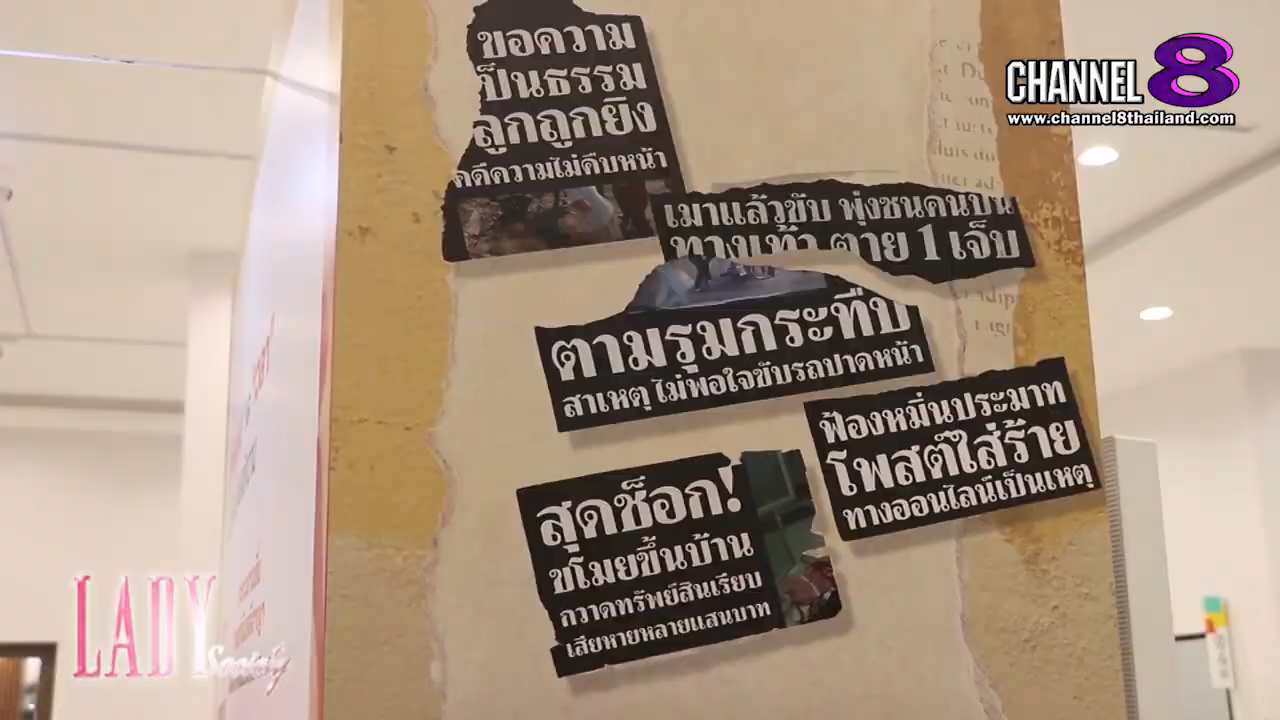 ขอความ
เป็นธรรม
ลูกถูกยิง
คดีความไม่คืบหน้า
CHANNEL 8
www.channel8thailand.com
เมาแล้วขับ พุ่งชนคนบน
ทางเท้า ตาย 1 เจ็บ
ตามรุมกระทืบ
สาเหตุ ไม่พอใจขับรถปาดหน้า
ฟ้องหมิ่นประมาท
โพสต์ใส่ร้าย
ทางออนไลน์เป็นเหตุ
สุดช็อก!
ขโมยขึ้นบ้าน
กวาดทรัพย์สินเรียบ
เสียหายหลายแสนบาท
LADY
Society